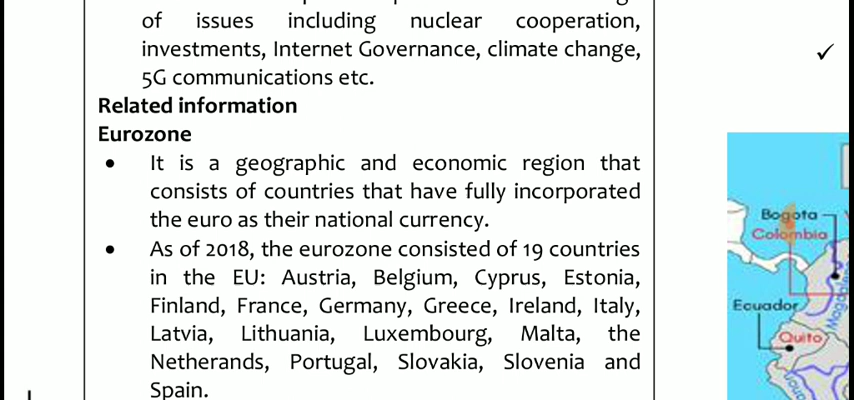 of issues including nuclear cooperation,
investments, Internet Governance, climate change,
5G communications etc.
Related information
Eurozone
• It is a geographic and economic region that
consists of countries that have fully incorporated
the euro as their national currency.
• As of 2018, the eurozone consisted of 19 countries
in the EU: Austria, Belgium, Cyprus, Estonia,
Finland, France, Germany, Greece, Ireland, Italy,
Latvia, Lithuania, Luxembourg, Malta, the
Netherands, Portugal, Slovakia, Slovenia and
Spain.
✓
Bogota
Colombia
Ecuador
Quito